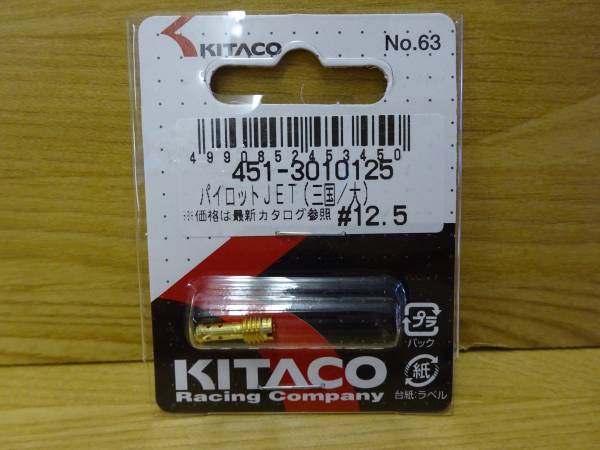 KITACO
No.63
4990852453450
451-3010125
パイロットJET(三国/大)
※価格は最新カタログ参照 #12.5
プラ
パック
紙
台紙:ラベル
KITACO
Racing Company